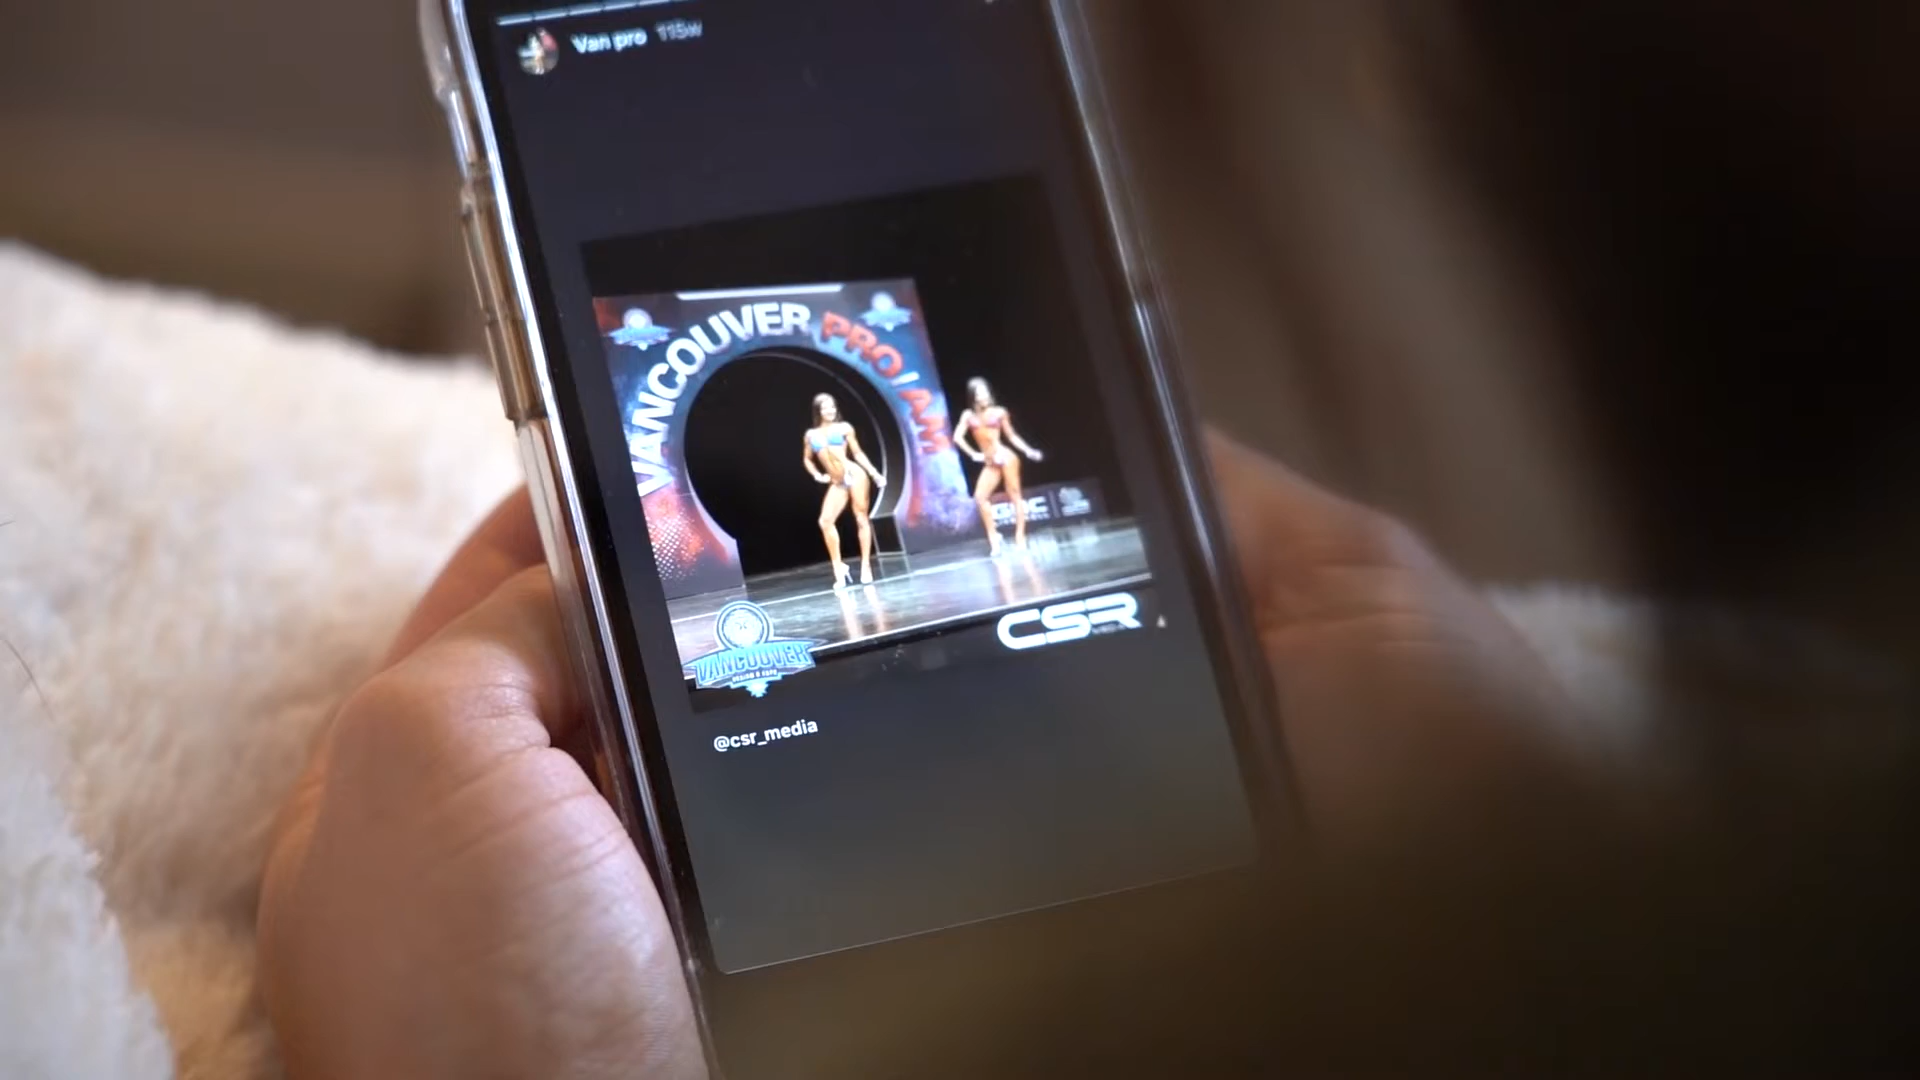 Van pro 115w
VANCOUVER PRO/AM
CSR
VANCOUVER
@csr_media